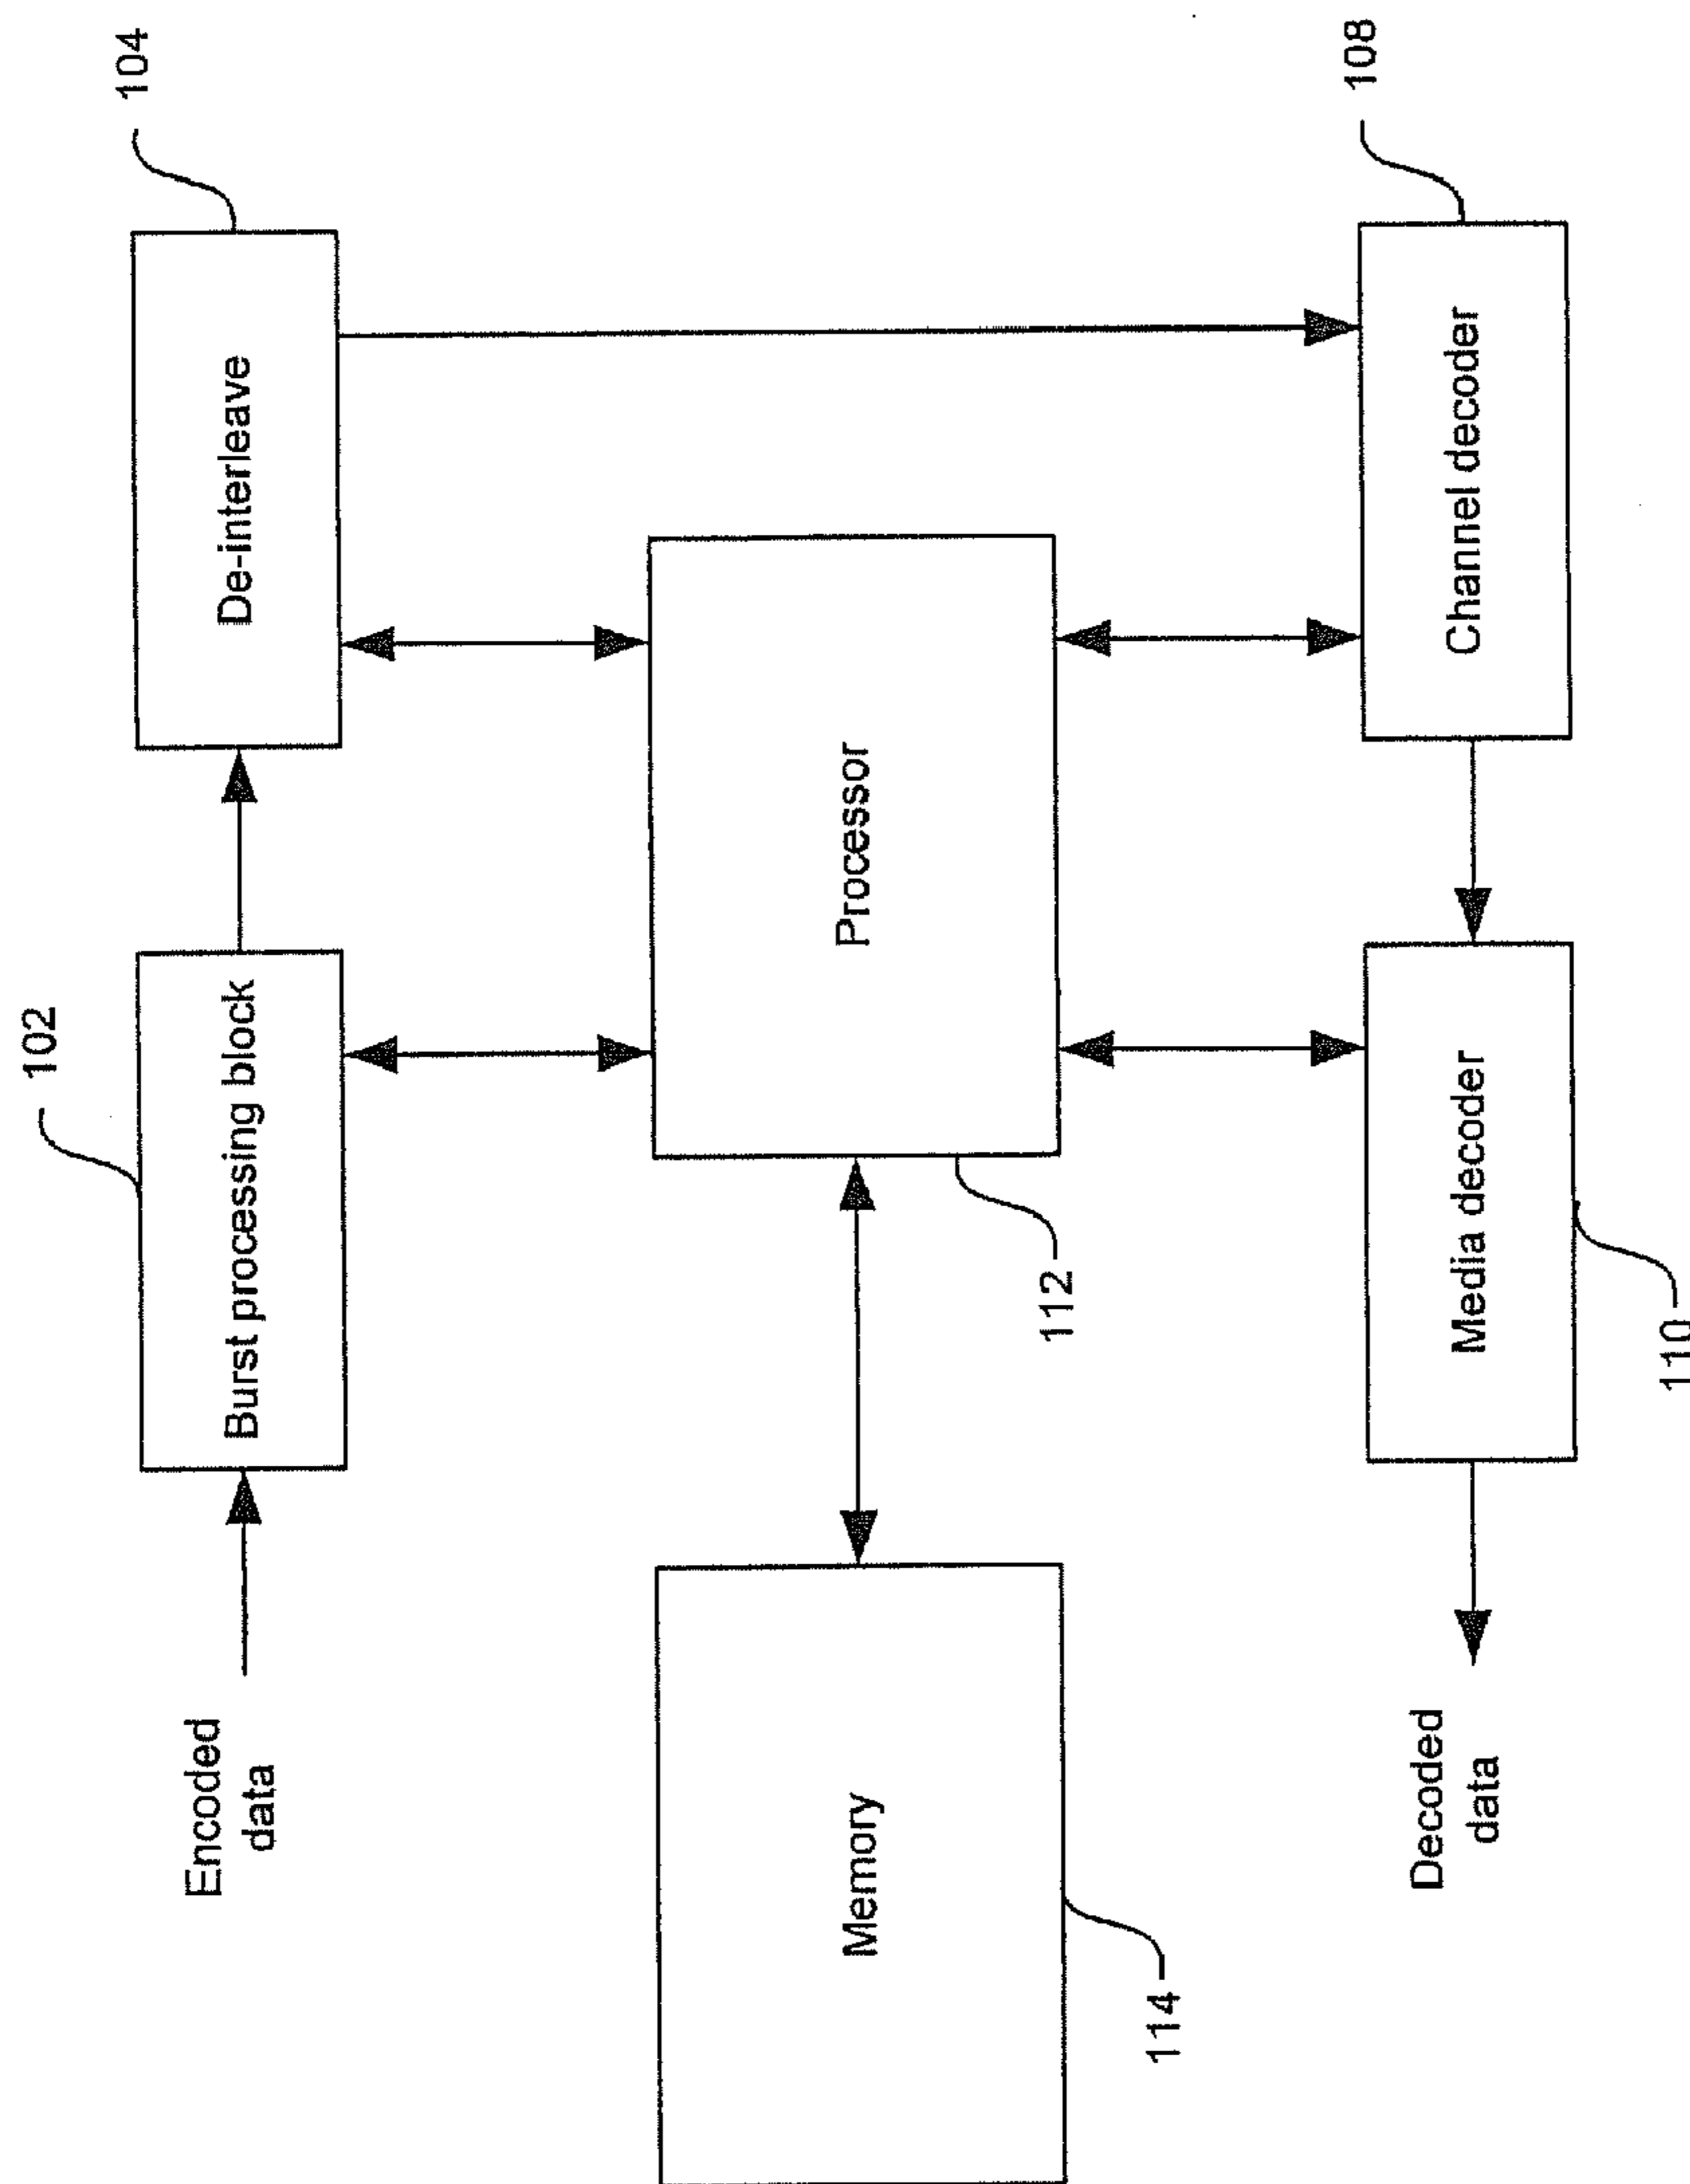 Encoded
data
102
Burst processing block
104
De-interleave
Memory
114
Processor
112
Decoded
data
Media decoder
110
Channel decoder
108